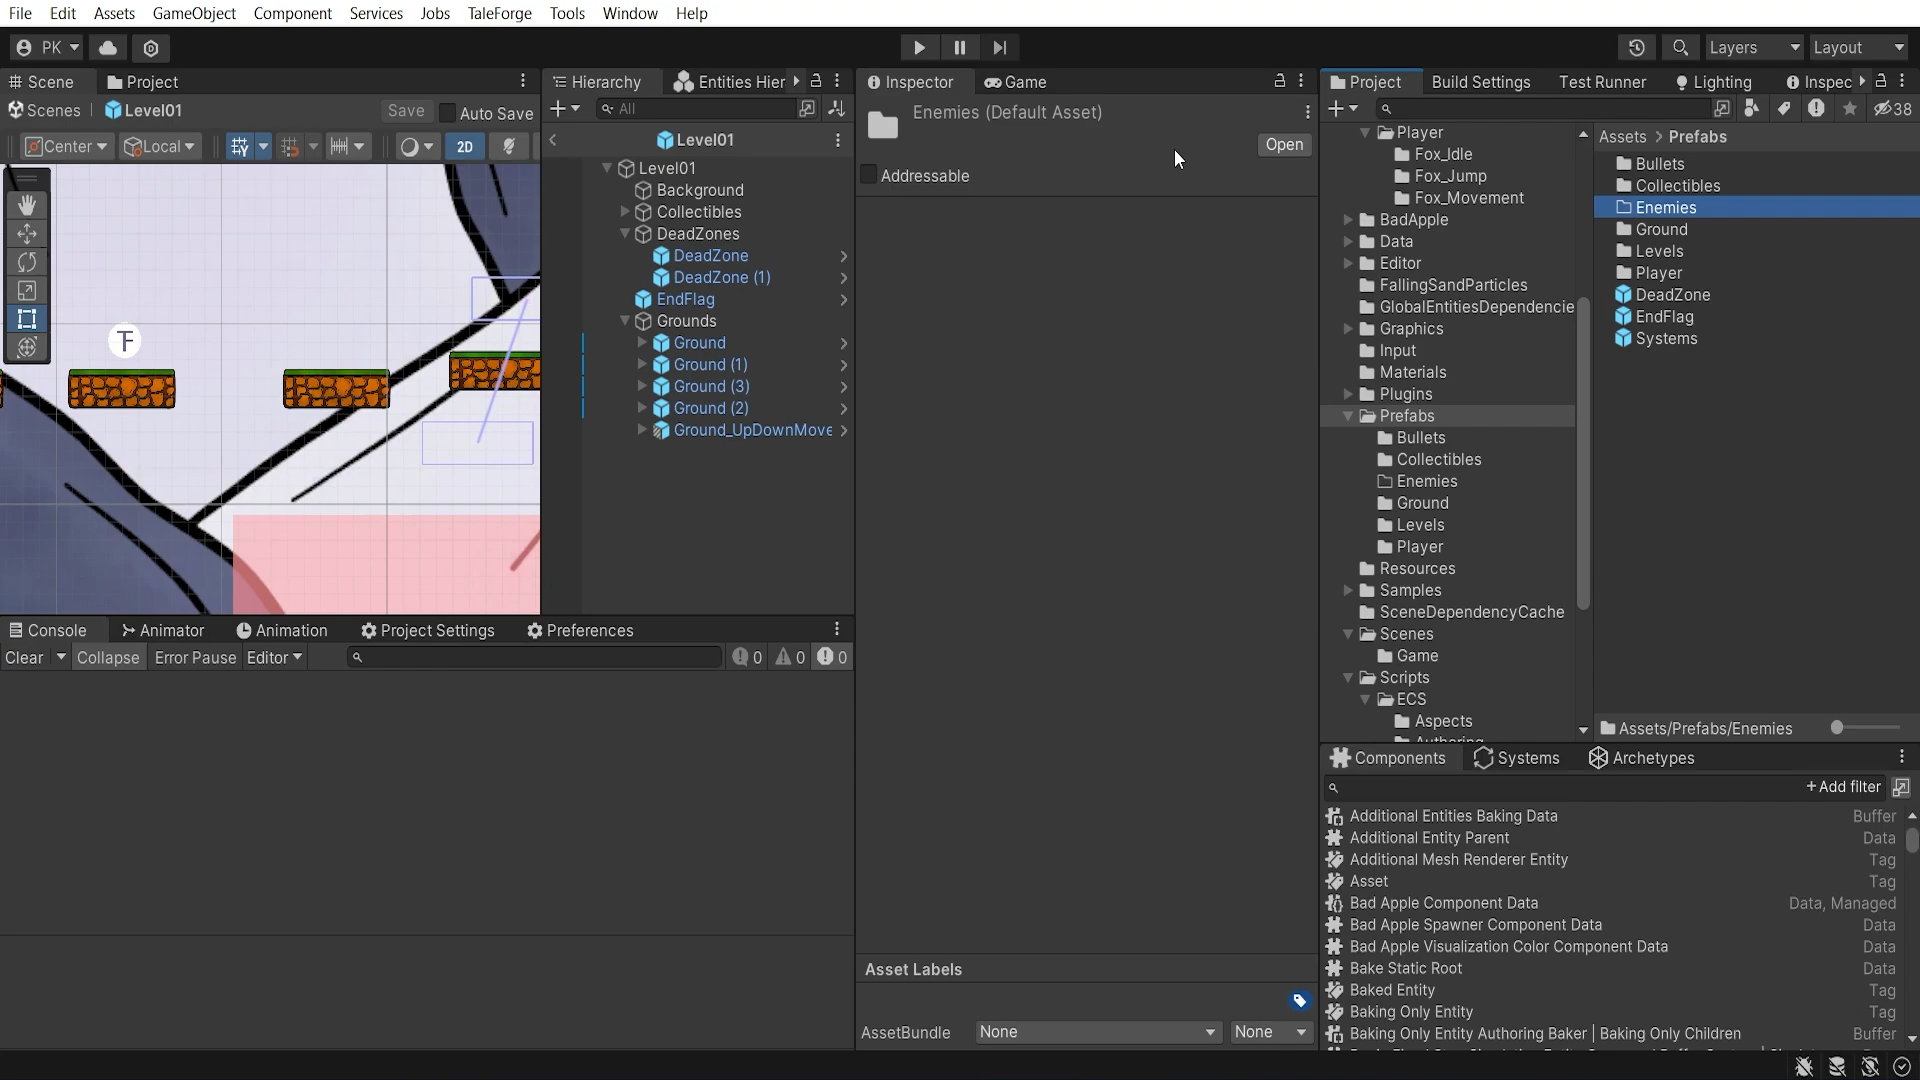 File Edit Assets GameObject Component Services Jobs TaleForge Tools Window Help
PK Layers Layout
Scene Project
Scenes Level01 Save Auto Save
Center Local 2D
Hierarchy Entities Hier
All
Level01
Level01
Background
Collectibles
DeadZones
DeadZone
DeadZone (1)
EndFlag
Grounds
Ground
Ground (1)
Ground (3)
Ground (2)
Ground_UpDownMove
Inspector Game
Enemies (Default Asset)
Open
Addressable
Asset Labels
AssetBundle None None
Project Build Settings Test Runner Lighting Inspec
38
Player
Fox_Idle
Fox_Jump
Fox_Movement
BadApple
Data
Editor
FallingSandParticles
GlobalEntitiesDependencie
Graphics
Input
Materials
Plugins
Prefabs
Bullets
Collectibles
Enemies
Ground
Levels
Player
Resources
Samples
SceneDependencyCache
Scenes
Game
Scripts
ECS
Aspects
Authoring
Assets > Prefabs
Bullets
Collectibles
Enemies
Ground
Levels
Player
DeadZone
EndFlag
Systems
Assets/Prefabs/Enemies
Console Animator Animation Project Settings Preferences
Clear Collapse Error Pause Editor 0 0 0
Components Systems Archetypes
+ Add filter
Additional Entities Baking Data Buffer
Additional Entity Parent Data
Additional Mesh Renderer Entity Tag
Asset Tag
Bad Apple Component Data Data, Managed
Bad Apple Spawner Component Data Data
Bad Apple Visualization Color Component Data Data
Bake Static Root Data
Baked Entity Tag
Baking Only Entity Tag
Baking Only Entity Authoring Baker | Baking Only Children Buffer